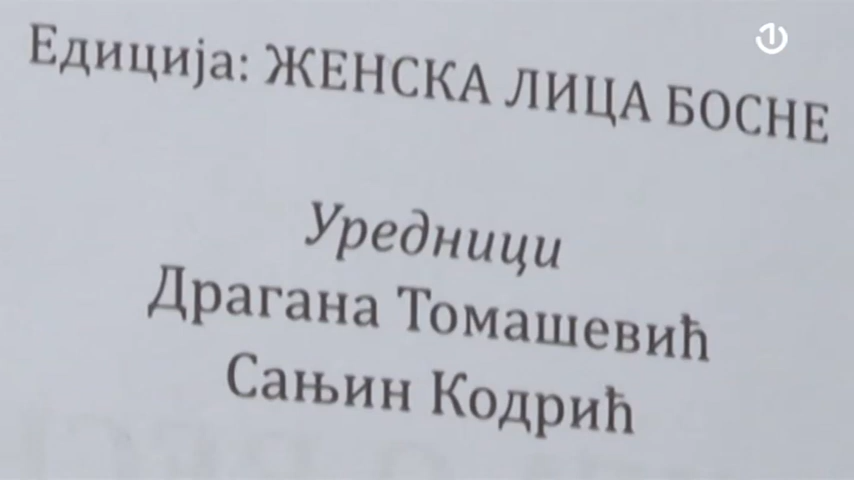 Едиција: ЖЕНСКА ЛИЦА БОСНЕ
Уредници
Драгана Томашевић
Сањин Кодрић